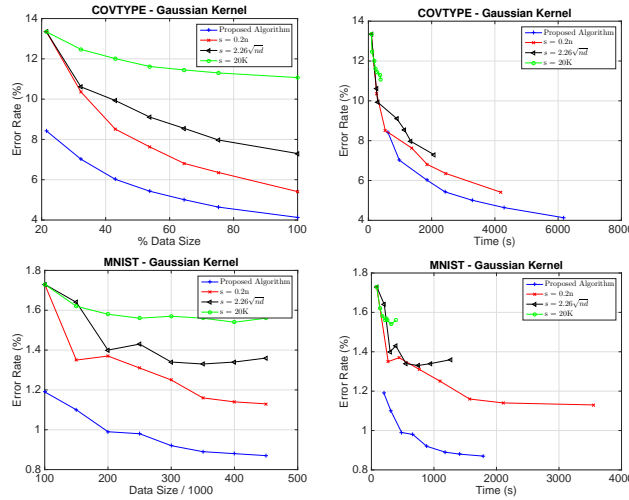 COVTYPE - Gaussian Kernel
14
12
10
8
6
4
20
40
60
80
100
Error Rate (%)
% Data Size
Proposed Algorithm
s = 0.2n
s = 2.26√nd
s = 20K
COVTYPE - Gaussian Kernel
14
12
10
8
6
4
0
2000
4000
6000
8000
Error Rate (%)
Time (s)
Proposed Algorithm
s = 0.2n
s = 2.26√nd
s = 20K
MNIST - Gaussian Kernel
1.8
1.6
1.4
1.2
1
0.8
100
200
300
400
500
Error Rate (%)
Data Size / 1000
Proposed Algorithm
s = 0.2n
s = 2.26√nd
s = 20K
MNIST - Gaussian Kernel
1.8
1.6
1.4
1.2
1
0.8
0
1000
2000
3000
4000
Error Rate (%)
Time (s)
Proposed Algorithm
s = 0.2n
s = 2.26√nd
s = 20K